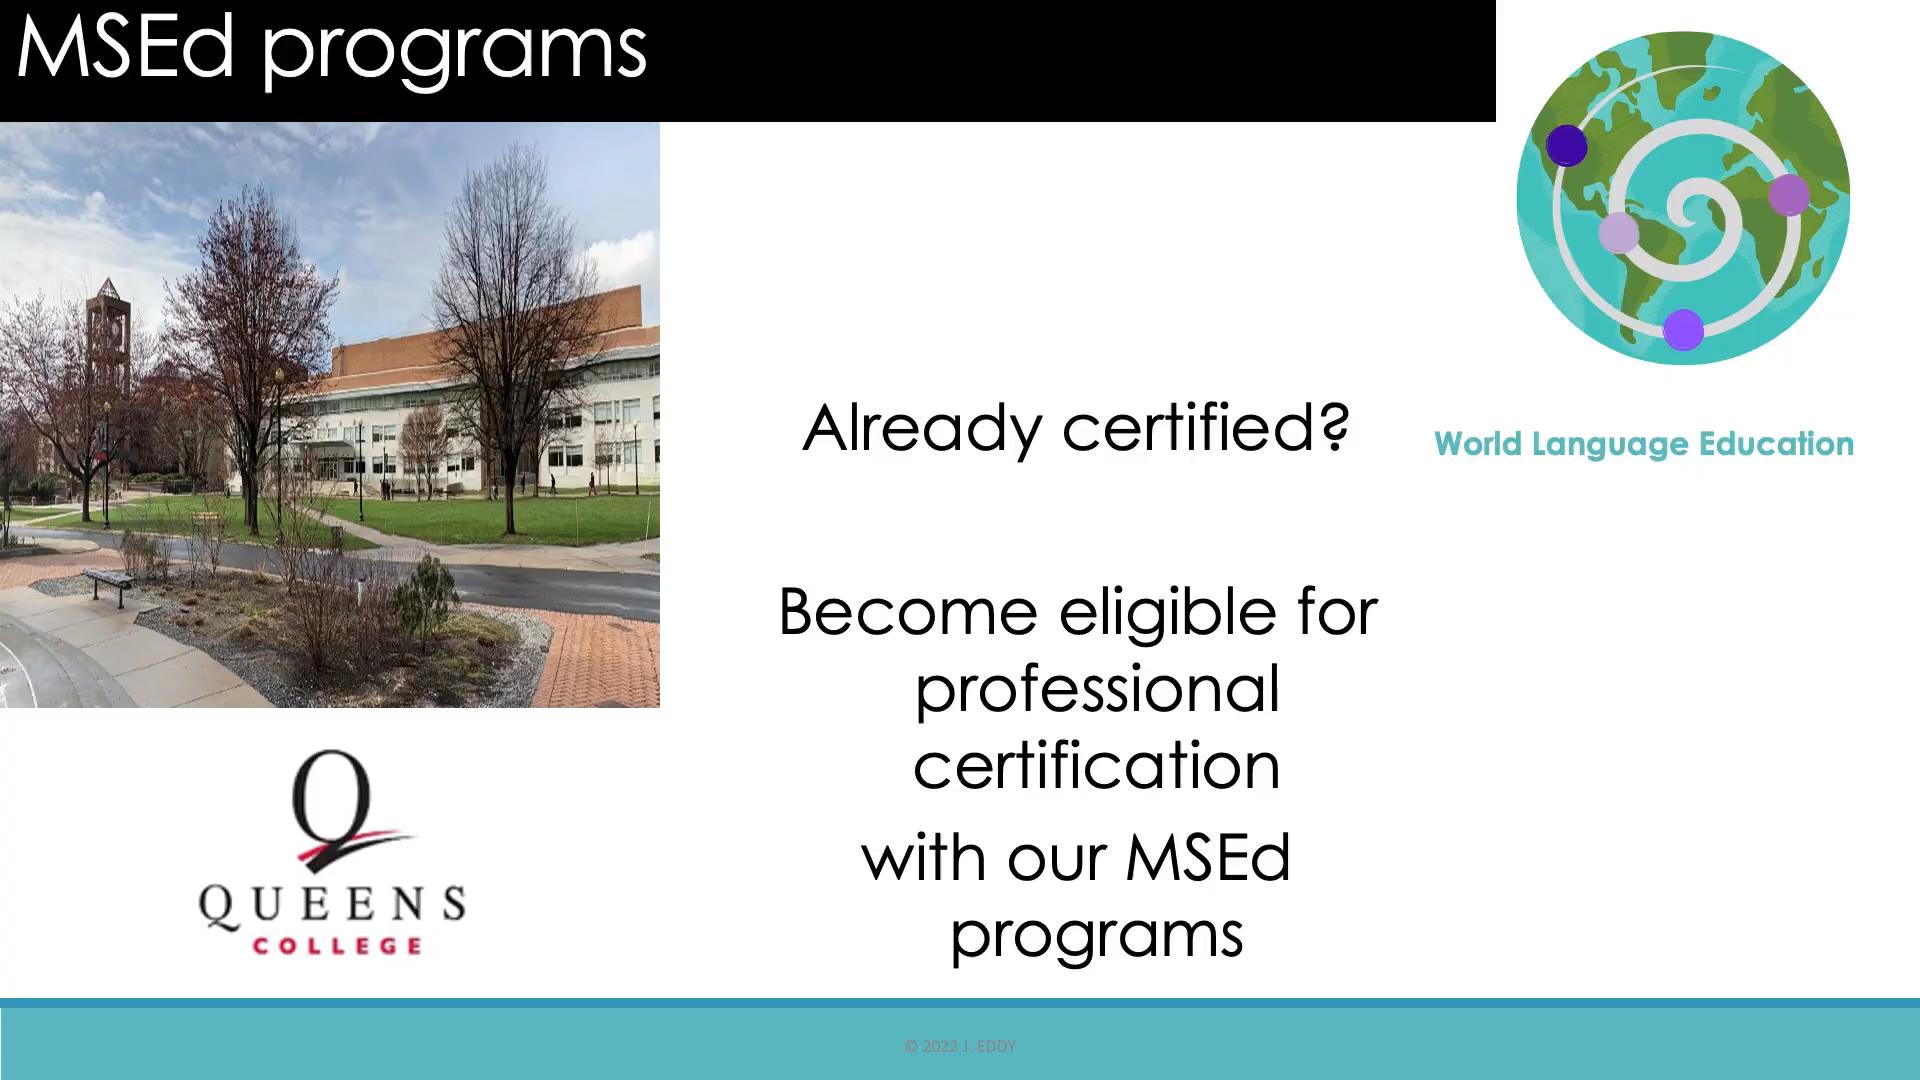 MSEd programs
Already certified?
World Language Education
Become eligible for
professional
certification
with our MSEd
programs
QUEENS
COLLEGE
© 2022 J. EDDY